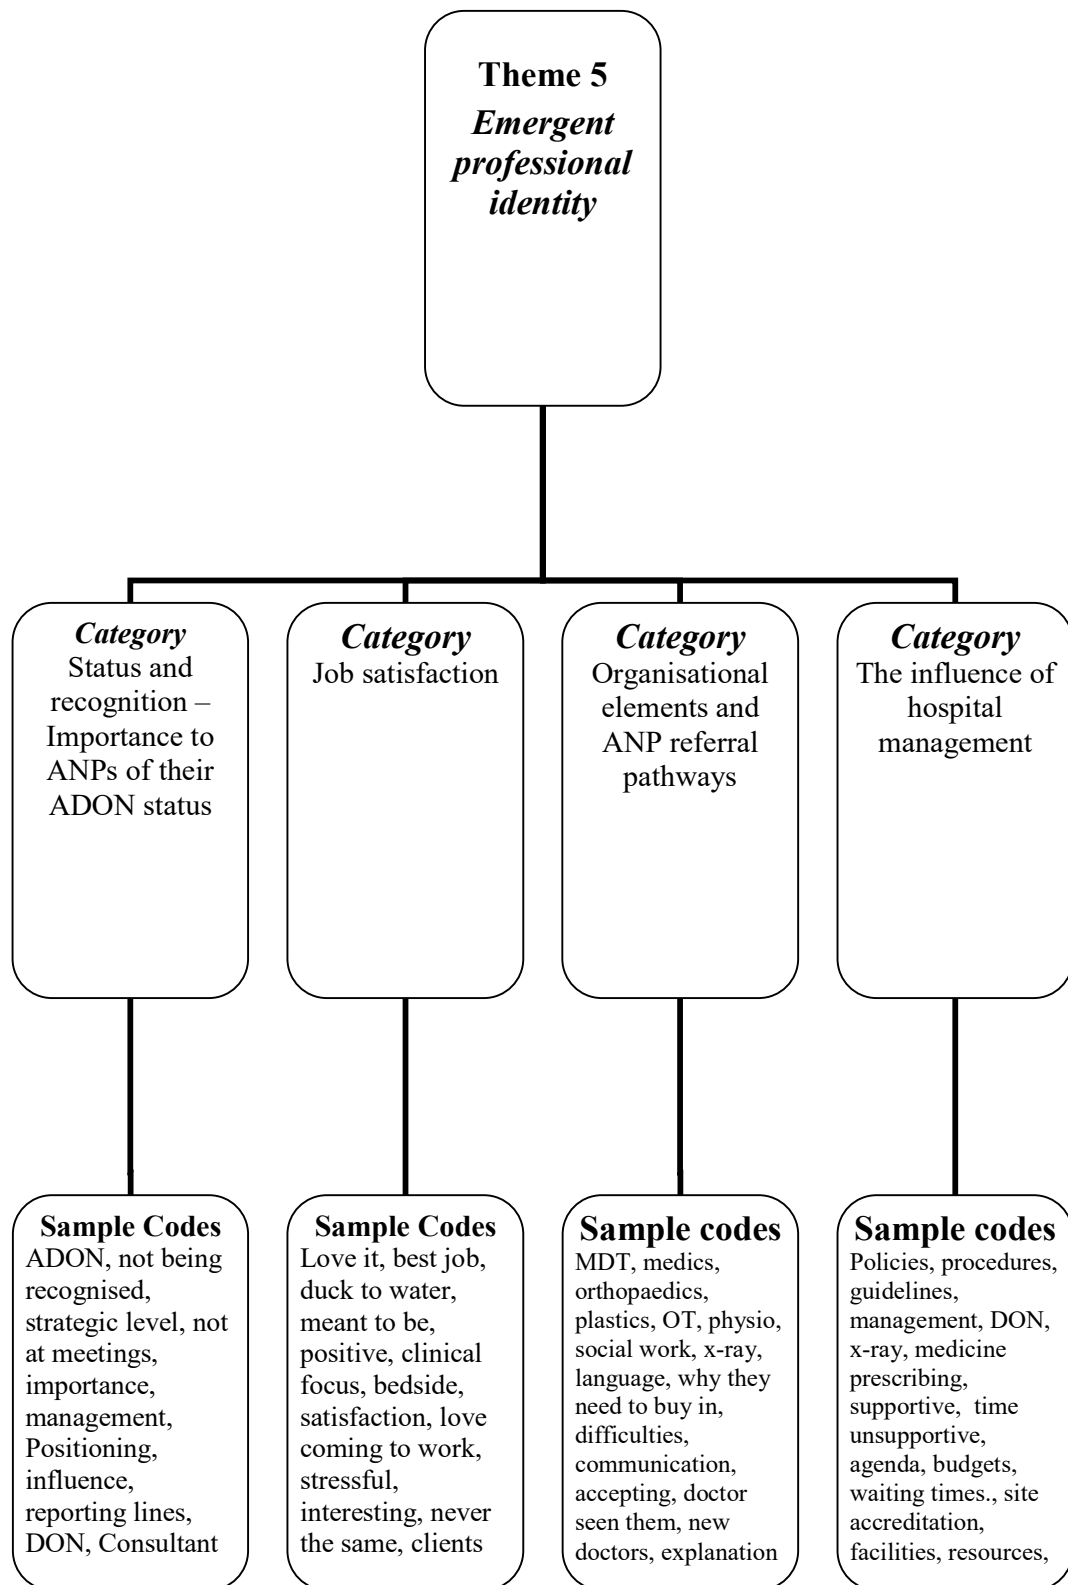 Theme 5
Emergent
professional
identity
Category
Status and
recognition –
Importance to
ANPs of their
ADON status
Category
Job satisfaction
Category
Organisational
elements and
ANP referral
pathways
Category
The influence of
hospital
management
Sample Codes
ADON, not being
recognised,
strategic level, not
at meetings,
importance,
management,
Positioning,
influence,
reporting lines,
DON, Consultant
Sample Codes
Love it, best job,
duck to water,
meant to be,
positive, clinical
focus, bedside,
satisfaction, love
coming to work,
stressful,
interesting, never
the same, clients
Sample codes
MDT, medics,
orthopaedics,
plastics, OT, physio,
social work, x-ray,
language, why they
need to buy in,
difficulties,
communication,
accepting, doctor
seen them, new
doctors, explanation
Sample codes
Policies, procedures,
guidelines,
management, DON,
x-ray, medicine
prescribing,
supportive,  time
unsupportive,
agenda, budgets,
waiting times., site
accreditation,
facilities, resources,